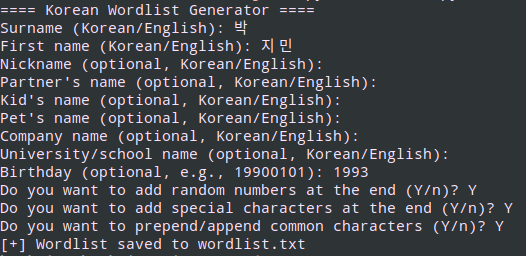 ==== Korean Wordlist Generator ====
Surname (Korean/English): 박
First name (Korean/English): 지민
Nickname (optional, Korean/English):
Partner's name (optional, Korean/English):
Kid's name (optional, Korean/English):
Pet's name (optional, Korean/English):
Company name (optional, Korean/English):
University/school name (optional, Korean/English):
Birthday (optional, e.g., 19900101): 1993
Do you want to add random numbers at the end (Y/n)? Y
Do you want to add special characters at the end (Y/n)? Y
Do you want to prepend/append common characters (Y/n)? Y
[+] Wordlist saved to wordlist.txt